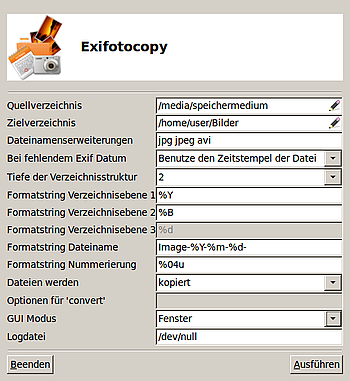 Exifotocopy
Quellverzeichnis /media/speichermedium
Zielverzeichnis /home/user/Bilder
Dateinamenserweiterungen jpg jpeg avi
Bei fehlendem Exif Datum Benutze den Zeitstempel der Datei
Tiefe der Verzeichnisstruktur 2
Formatstring Verzeichnisebene 1 %Y
Formatstring Verzeichnisebene 2 %B
Formatstring Verzeichnisebene 3 %d
Formatstring Dateiname Image-%Y-%m-%d-
Formatstring Nummerierung %04u
Dateien werden kopiert
Optionen für 'convert'
GUI Modus Fenster
Logdatei /dev/null
Beenden Ausführen